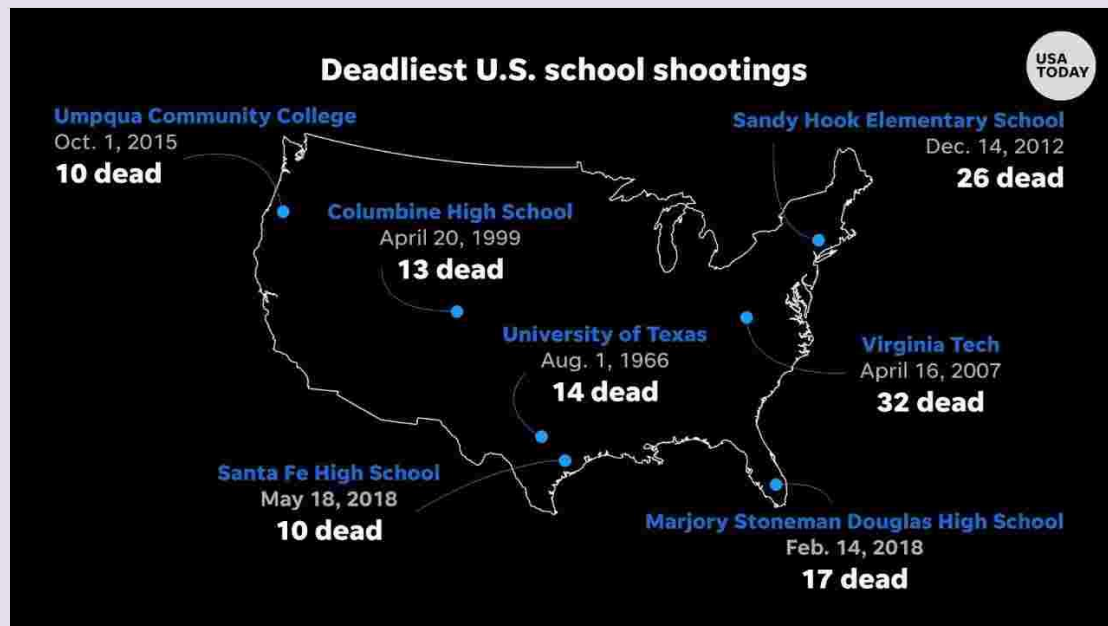 Deadliest U.S. school shootings
USA
TODAY
Umpqua Community College
Oct. 1, 2015
10 dead
Sandy Hook Elementary School
Dec. 14, 2012
26 dead
Columbine High School
April 20, 1999
13 dead
University of Texas
Aug. 1, 1966
14 dead
Virginia Tech
April 16, 2007
32 dead
Santa Fe High School
May 18, 2018
10 dead
Marjory Stoneman Douglas High School
Feb. 14, 2018
17 dead